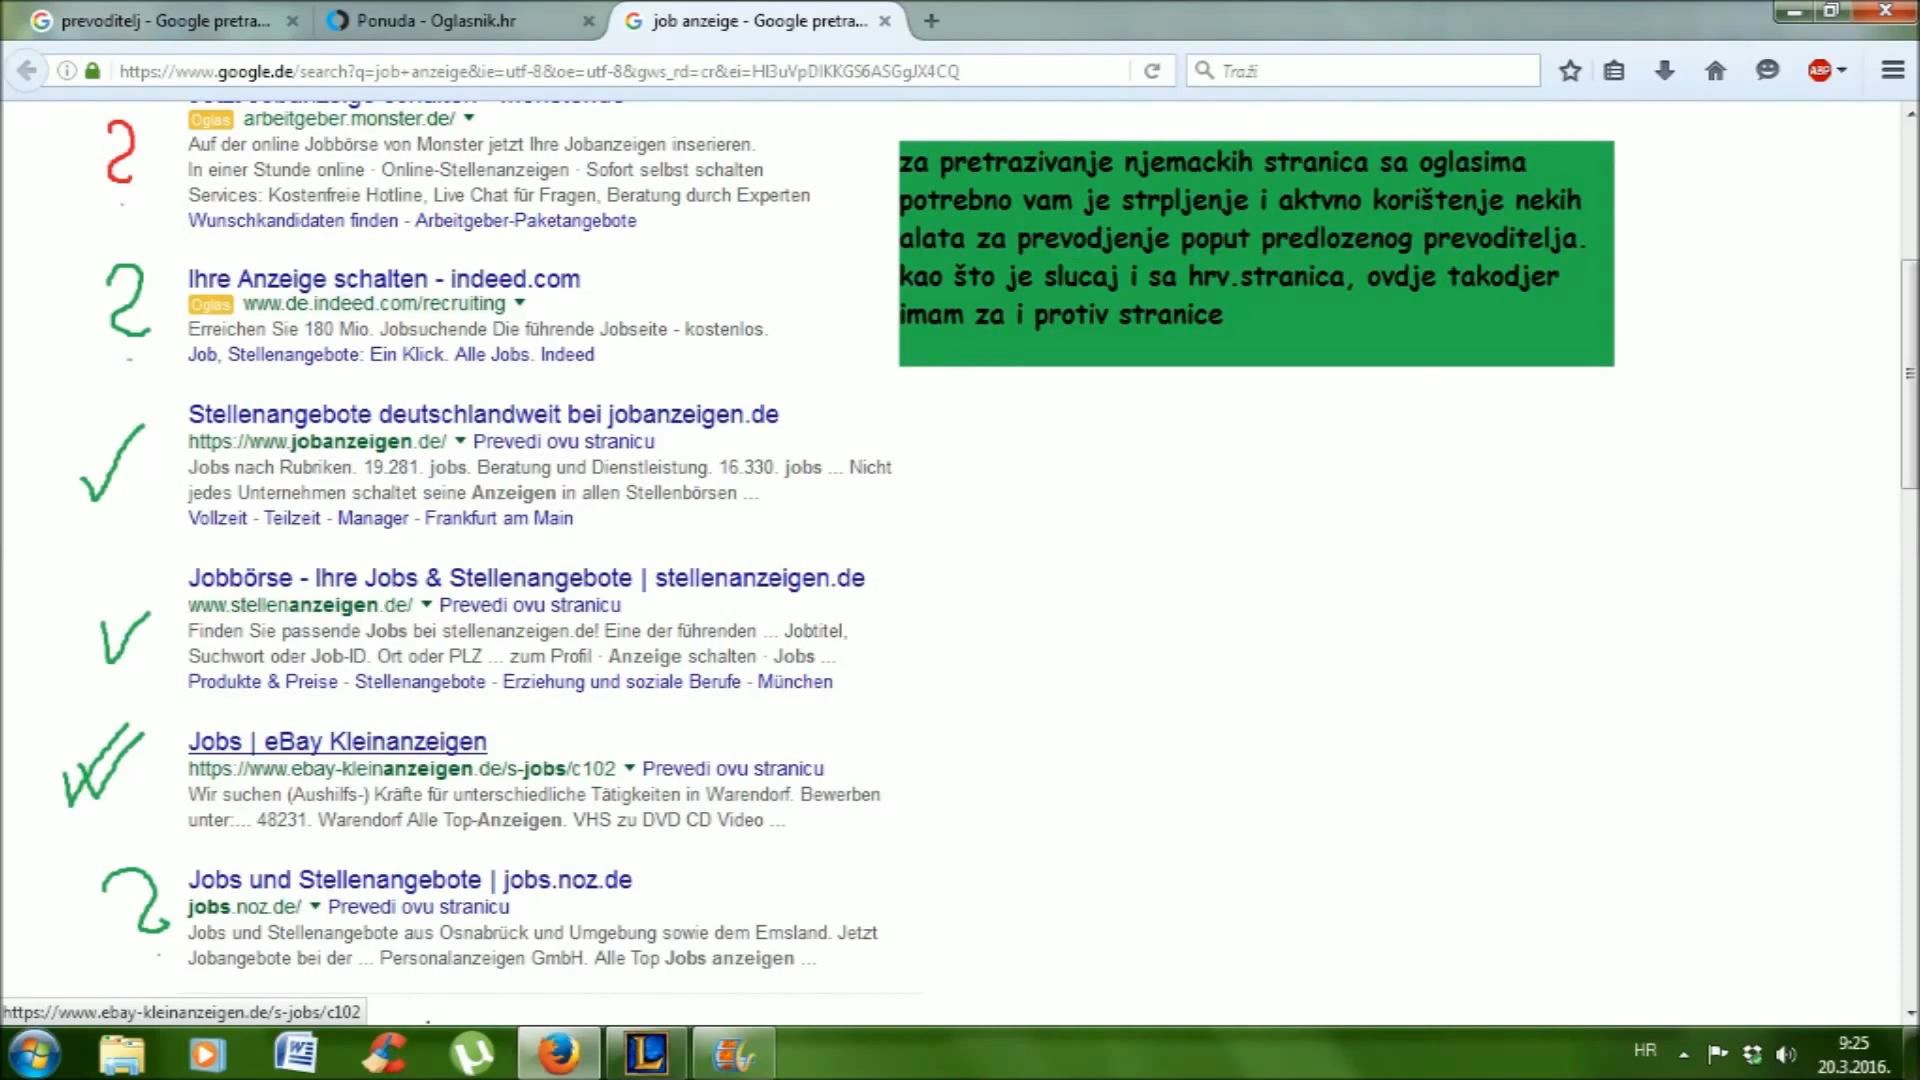 prevoditelj - Google pretra...
Ponuda - Oglasnik.hr
job anzeige - Google pretra...
https://www.google.de/search?q=job+anzeige&ie=utf-8&oe=utf-8&gws_rd=cr&ei=HI3uVpDIKKGS6ASGgJX4CQ
Traži
ABP
Oglas arbeitgeber.monster.de/
Auf der online Jobbörse von Monster jetzt Ihre Jobanzeigen inserieren.
In einer Stunde online · Online-Stellenanzeigen · Sofort selbst schalten
Services: Kostenfreie Hotline, Live Chat für Fragen, Beratung durch Experten
Wunschkandidaten finden - Arbeitgeber-Paketangebote
Ihre Anzeige schalten - indeed.com
Oglas www.de.indeed.com/recruiting
Erreichen Sie 180 Mio. Jobsuchende Die führende Jobseite - kostenlos.
Job, Stellenangebote: Ein Klick. Alle Jobs. Indeed
Stellenangebote deutschlandweit bei jobanzeigen.de
https://www.jobanzeigen.de/ Prevedi ovu stranicu
Jobs nach Rubriken. 19.281. jobs. Beratung und Dienstleistung. 16.330. jobs ... Nicht
jedes Unternehmen schaltet seine Anzeigen in allen Stellenbörsen ...
Vollzeit - Teilzeit - Manager - Frankfurt am Main
Jobbörse - Ihre Jobs & Stellenangebote | stellenanzeigen.de
www.stellenanzeigen.de/ Prevedi ovu stranicu
Finden Sie passende Jobs bei stellenanzeigen.de! Eine der führenden ... Jobtitel,
Suchwort oder Job-ID. Ort oder PLZ ... zum Profil · Anzeige schalten · Jobs ...
Produkte & Preise - Stellenangebote - Erziehung und soziale Berufe - München
Jobs | eBay Kleinanzeigen
https://www.ebay-kleinanzeigen.de/s-jobs/c102 Prevedi ovu stranicu
Wir suchen (Aushilfs-) Kräfte für unterschiedliche Tätigkeiten in Warendorf. Bewerben
unter:... 48231. Warendorf Alle Top-Anzeigen. VHS zu DVD CD Video ...
Jobs und Stellenangebote | jobs.noz.de
jobs.noz.de/ Prevedi ovu stranicu
Jobs und Stellenangebote aus Osnabrück und Umgebung sowie dem Emsland. Jetzt
Jobangebote bei der ... Personalanzeigen GmbH. Alle Top Jobs anzeigen ...
za pretrazivanje njemackih stranica sa oglasima
potrebno vam je strpljenje i aktvno korištenje nekih
alata za prevodjenje poput predlozenog prevoditelja.
kao što je slucaj i sa hrv.stranica, ovdje takodjer
imam za i protiv stranice
https://www.ebay-kleinanzeigen.de/s-jobs/c102
HR
9:25
20.3.2016.